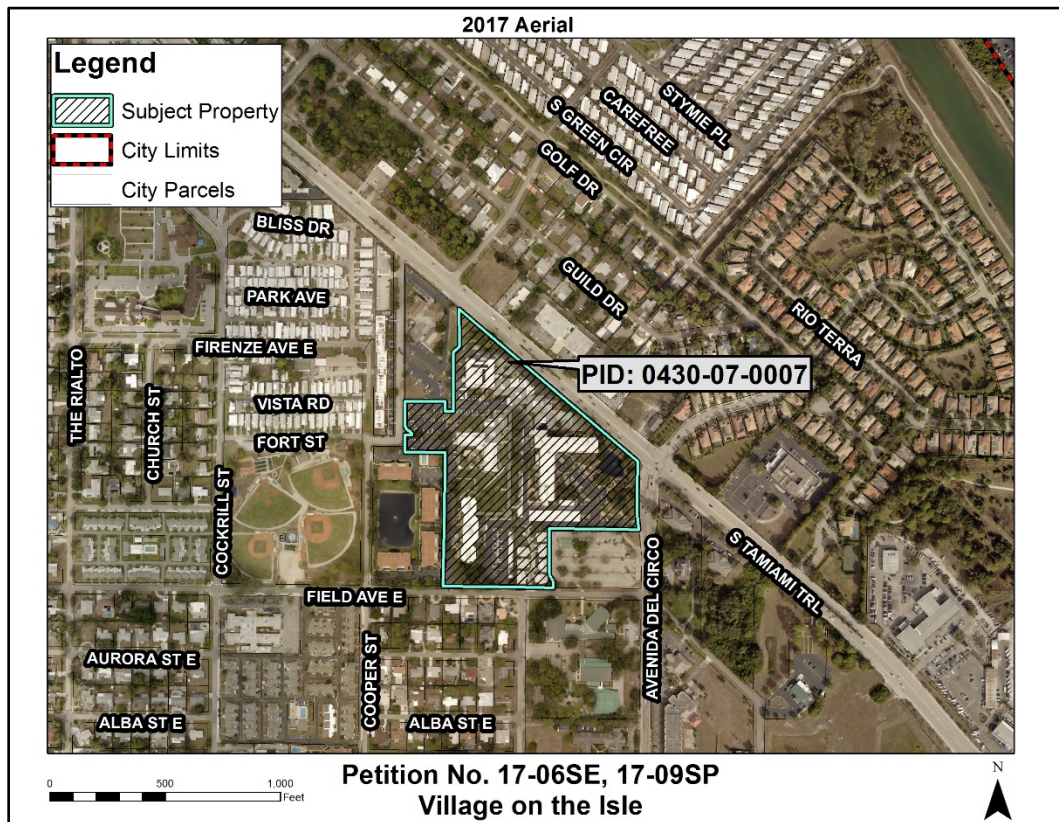 2017 Aerial
Legend
Subject Property
City Limits
City Parcels
STYMIE PL
CAREFREE
S GREEN CIR
GOLF DR
BLISS DR
GUILD DR
PARK AVE
RIO TERRA
FIRENZE AVE E
PID: 0430-07-0007
THE RIALTO
CHURCH ST
VISTA RD
FORT ST
COCKRILL ST
S TAMIAMI TRL
AVENIDA DEL CIRCO
FIELD AVE E
COOPER ST
AURORA ST E
ALBA ST E
ALBA ST E
0 500 1,000
Feet
Petition No. 17-06SE, 17-09SP
Village on the Isle
N